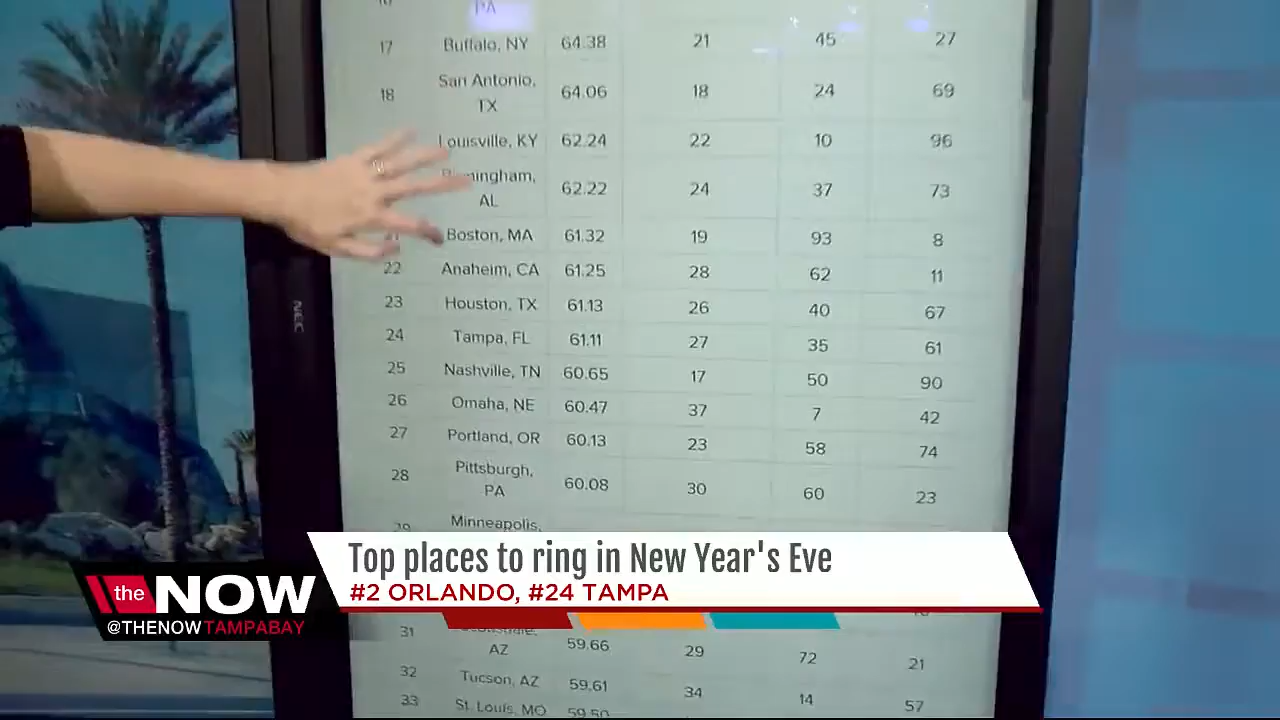 PA
17 Buffalo, NY 64.38 21 45 27
San Antonio,
18 64.06 18 24 69
TX
Louisville, KY 62.24 22 10 96
62.22 24 37 73
AL
Boston, MA 61.32 19 93 8
22 Anaheim, CA 61.25 28 62 11
23 Houston, TX 61.13 26 40 67
24 Tampa, FL 61.11 27 35 61
25 Nashville, TN 60.65 17 50 90
26 Omaha, NE 60.47 37 7 42
27 Portland, OR 60.13 23 58 74
Pittsburgh,
28 60.08 30 60 23
PA
Minneapolis,
NEC
Top places to ring in New Year's Eve
#2 ORLANDO, #24 TAMPA
the NOW
@THENOWTAMPABAY
31 59.66 29 72 21
AZ
32 Tucson, AZ 59.61 34 14 57
33 St. Louis, MO 59.50